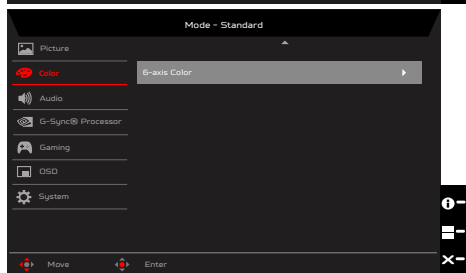 Mode - Standard
Picture
Color
6-axis Color
Audio
G-Sync® Processor
Gaming
OSD
System
Move
Enter